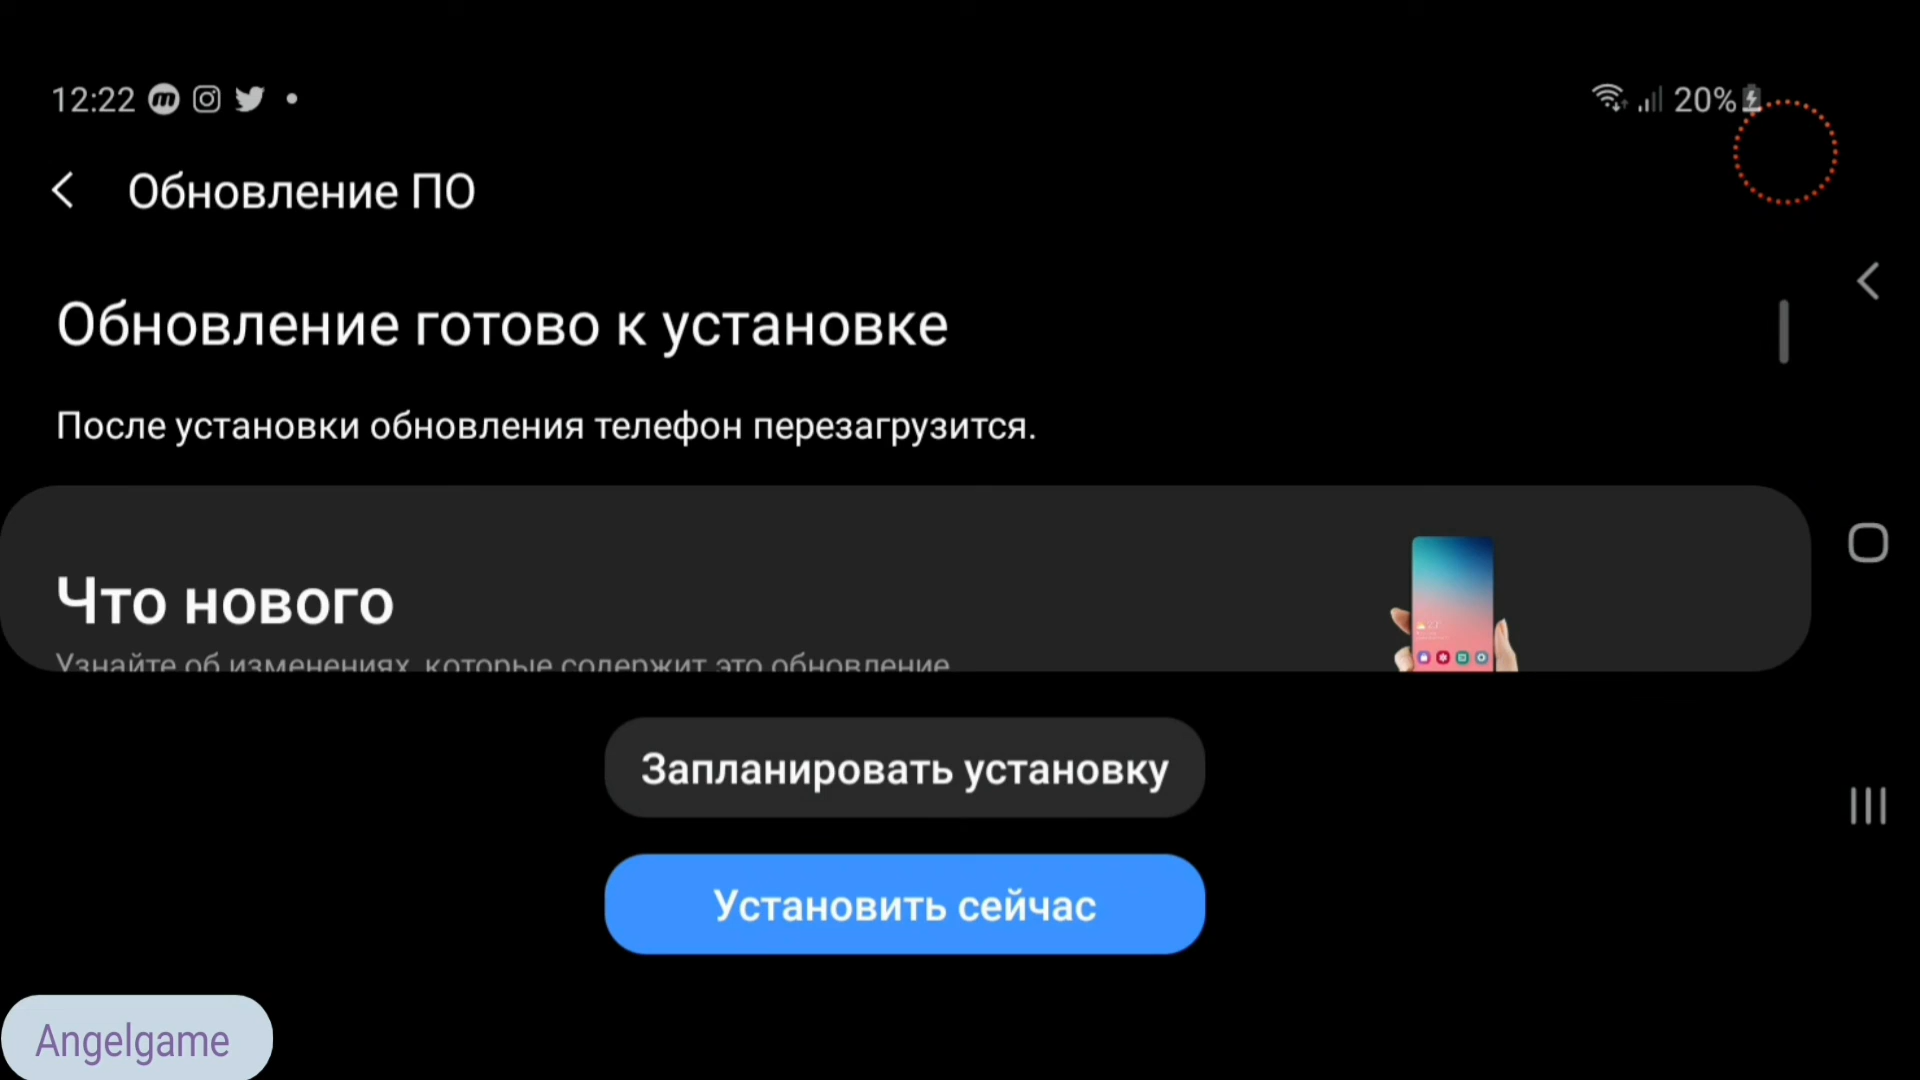 12:22
20%
Обновление ПО
Обновление готово к установке
После установки обновления телефон перезагрузится.
Что нового
Узнайте об изменениях, которые содержит это обновление
Запланировать установку
Установить сейчас
Angelgame